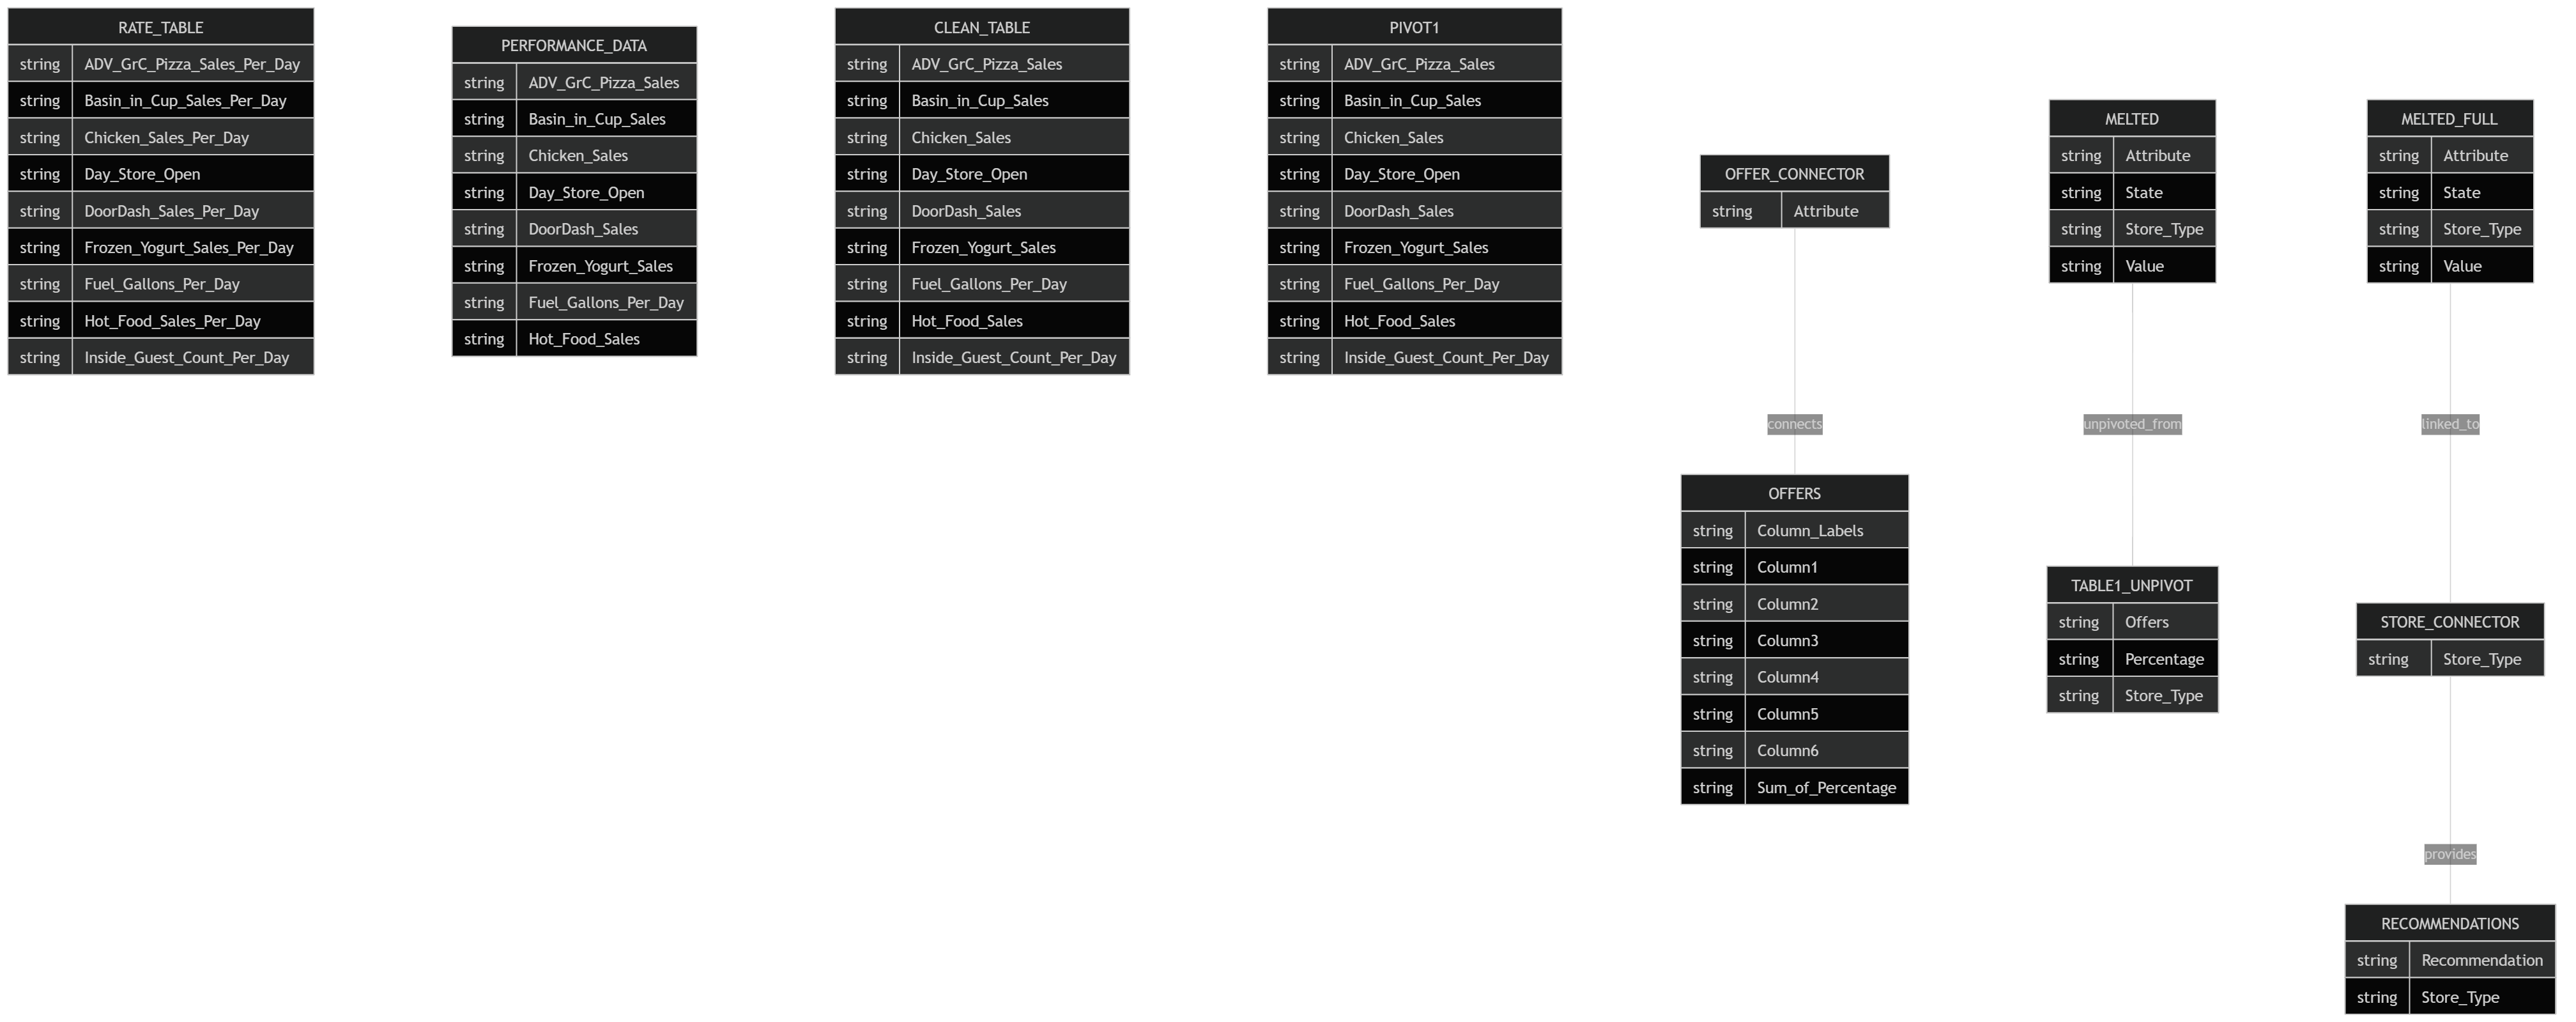 RATE_TABLE
string ADV_GrC_Pizza_Sales_Per_Day
string Basin_in_Cup_Sales_Per_Day
string Chicken_Sales_Per_Day
string Day_Store_Open
string DoorDash_Sales_Per_Day
string Frozen_Yogurt_Sales_Per_Day
string Fuel_Gallons_Per_Day
string Hot_Food_Sales_Per_Day
string Inside_Guest_Count_Per_Day
PERFORMANCE_DATA
string ADV_GrC_Pizza_Sales
string Basin_in_Cup_Sales
string Chicken_Sales
string Day_Store_Open
string DoorDash_Sales
string Frozen_Yogurt_Sales
string Fuel_Gallons_Per_Day
string Hot_Food_Sales
CLEAN_TABLE
string ADV_GrC_Pizza_Sales
string Basin_in_Cup_Sales
string Chicken_Sales
string Day_Store_Open
string DoorDash_Sales
string Frozen_Yogurt_Sales
string Fuel_Gallons_Per_Day
string Hot_Food_Sales
string Inside_Guest_Count_Per_Day
PIVOT1
string ADV_GrC_Pizza_Sales
string Basin_in_Cup_Sales
string Chicken_Sales
string Day_Store_Open
string DoorDash_Sales
string Frozen_Yogurt_Sales
string Fuel_Gallons_Per_Day
string Hot_Food_Sales
string Inside_Guest_Count_Per_Day
OFFER_CONNECTOR
string Attribute
connects
OFFERS
string Column_Labels
string Column1
string Column2
string Column3
string Column4
string Column5
string Column6
string Sum_of_Percentage
MELTED
string Attribute
string State
string Store_Type
string Value
unpivoted_from
TABLE1_UNPIVOT
string Offers
string Percentage
string Store_Type
MELTED_FULL
string Attribute
string State
string Store_Type
string Value
linked_to
STORE_CONNECTOR
string Store_Type
provides
RECOMMENDATIONS
string Recommendation
string Store_Type